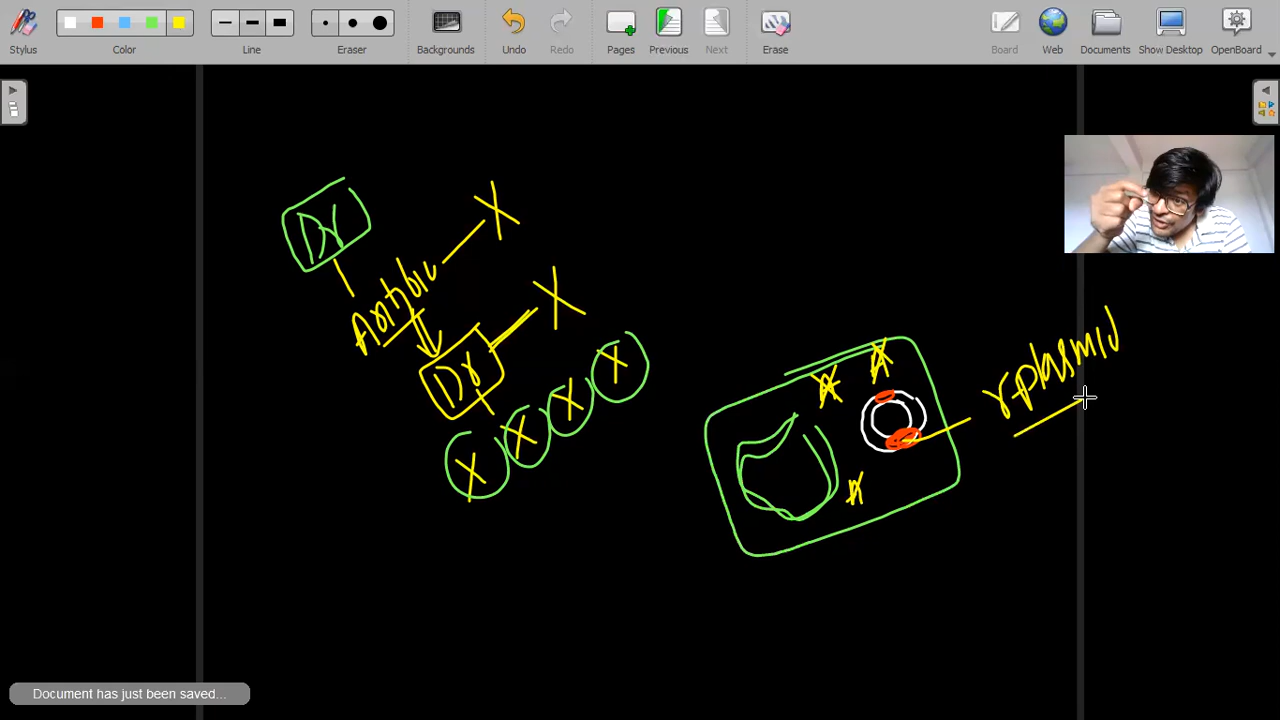 Stylus
Color
Line
Eraser
Backgrounds
Undo
Redo
Pages
Previous
Next
Erase
Board
Web
Documents
Show Desktop
OpenBoard
Dr
X
Antibio
X
Dr
X
X
X
X
A
A
A
rplasmid
Document has just been saved...